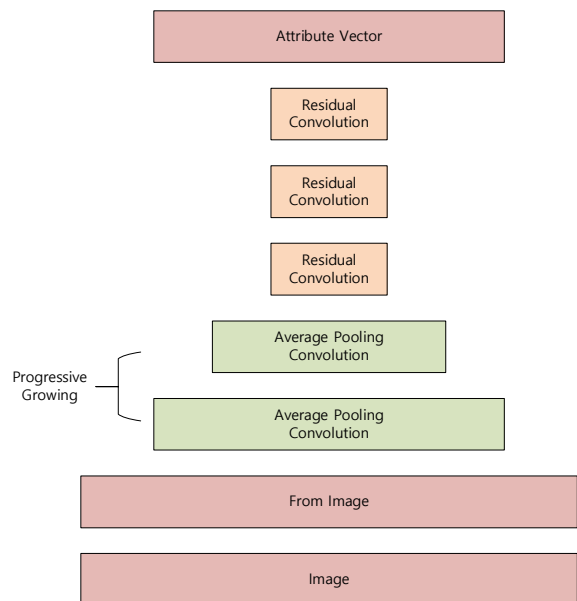 Attribute Vector
Residual
Convolution
Residual
Convolution
Residual
Convolution
Average Pooling
Convolution
Progressive
Growing
Average Pooling
Convolution
From Image
Image